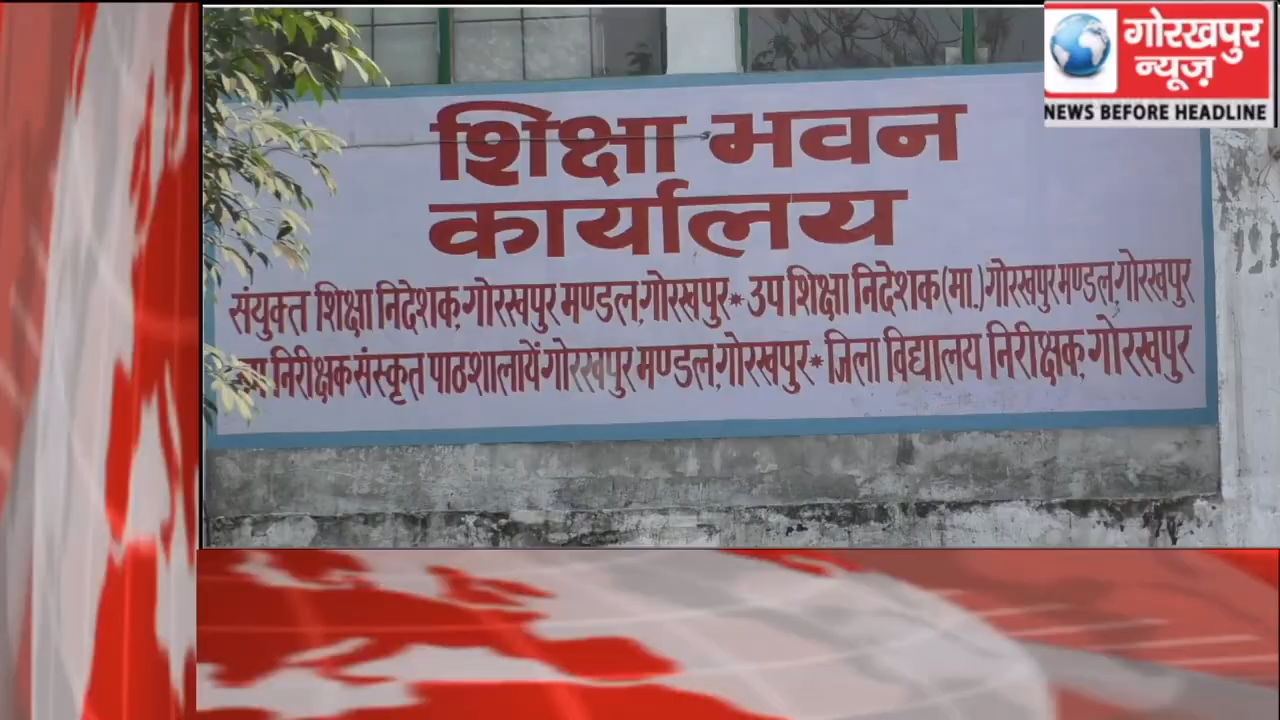 गोरखपुर
न्यूज़
NEWS BEFORE HEADLINE
शिक्षा भवन
कार्यालय
संयुक्त शिक्षा निदेशक,गोरखपुर मण्डल,गोरखपुर* उप शिक्षा निदेशक(मा.)गोरखपुर मण्डल,गोरखपुर
निरीक्षक संस्कृत पाठशालायें गोरखपुर मण्डल,गोरखपुर* जिला विद्यालय निरीक्षक,गोरखपुर